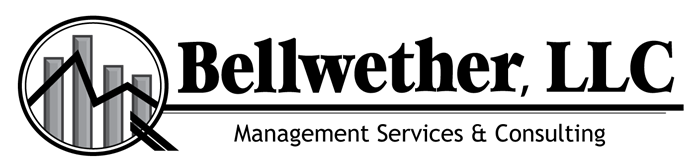 Bellwether, LLC
Management Services & Consulting